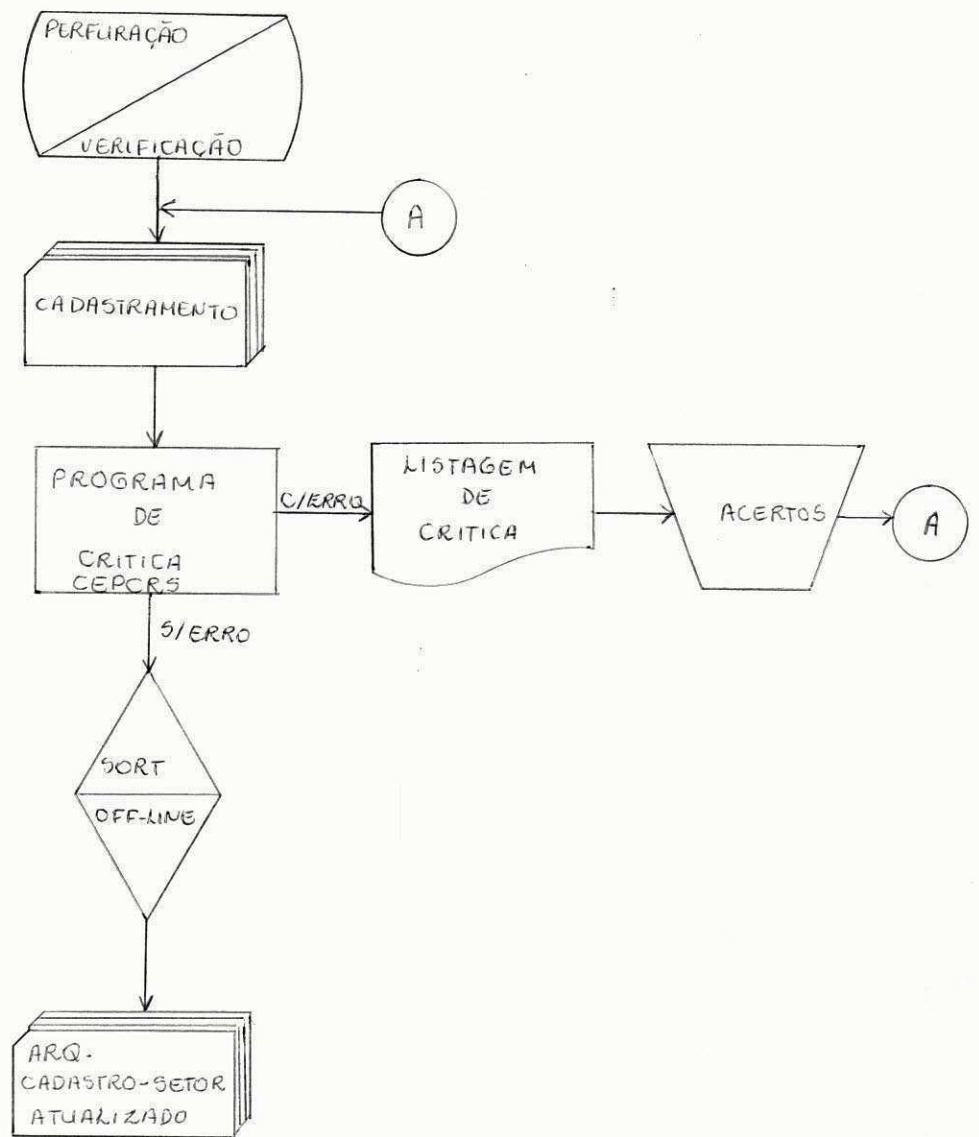 PERFURAÇÃO
VERIFICAÇÃO
A
CADASTRAMENTO
PROGRAMA
DE
CRITICA
CEPCRS
C/ERRO
LISTAGEM
DE
CRITICA
ACERTOS
A
S/ERRO
SORT
OFF-LINE
ARQ.
CADASTRO-SETOR
ATUALIZADO